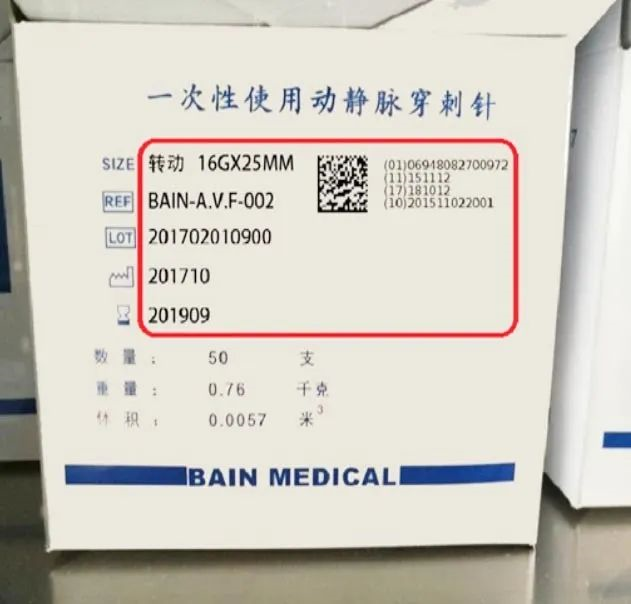 一次性使用动静脉穿刺针
SIZE 转动 16GX25MM
(01)06948082700972
(11)151112
(17)181012
(10)201511022001
REF BAIN-A.V.F-002
LOT 201702010900
201710
201909
数 量 : 50 支
重 量 : 0.76 千克
体 积 : 0.0057 米3
BAIN MEDICAL